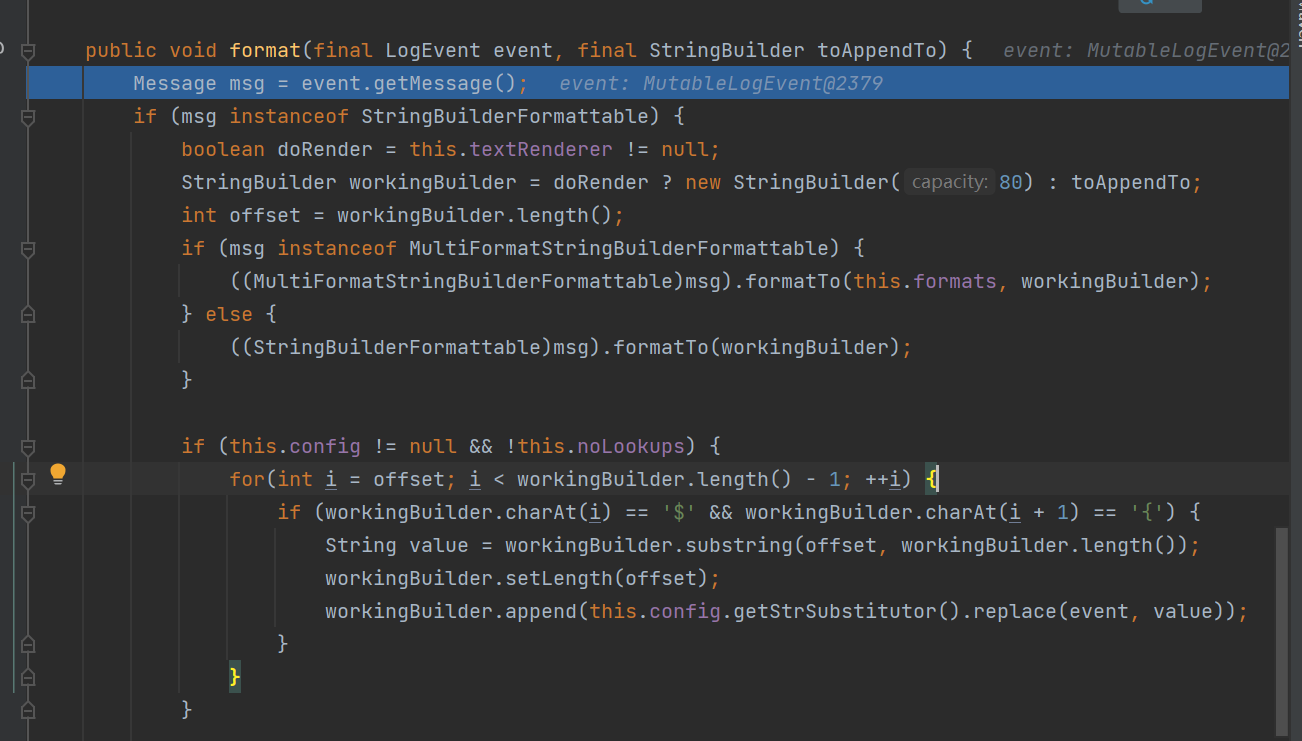 public void format(final LogEvent event, final StringBuilder toAppendTo) {   event: MutableLogEvent@2
    Message msg = event.getMessage();   event: MutableLogEvent@2379
    if (msg instanceof StringBuilderFormattable) {
        boolean doRender = this.textRenderer != null;
        StringBuilder workingBuilder = doRender ? new StringBuilder( capacity: 80) : toAppendTo;
        int offset = workingBuilder.length();
        if (msg instanceof MultiFormatStringBuilderFormattable) {
            ((MultiFormatStringBuilderFormattable)msg).formatTo(this.formats, workingBuilder);
        } else {
            ((StringBuilderFormattable)msg).formatTo(workingBuilder);
        }

        if (this.config != null && !this.noLookups) {
            for(int i = offset; i < workingBuilder.length() - 1; ++i) {
                if (workingBuilder.charAt(i) == '$' && workingBuilder.charAt(i + 1) == '{') {
                    String value = workingBuilder.substring(offset, workingBuilder.length());
                    workingBuilder.setLength(offset);
                    workingBuilder.append(this.config.getStrSubstitutor().replace(event, value));
                }
            }
        }